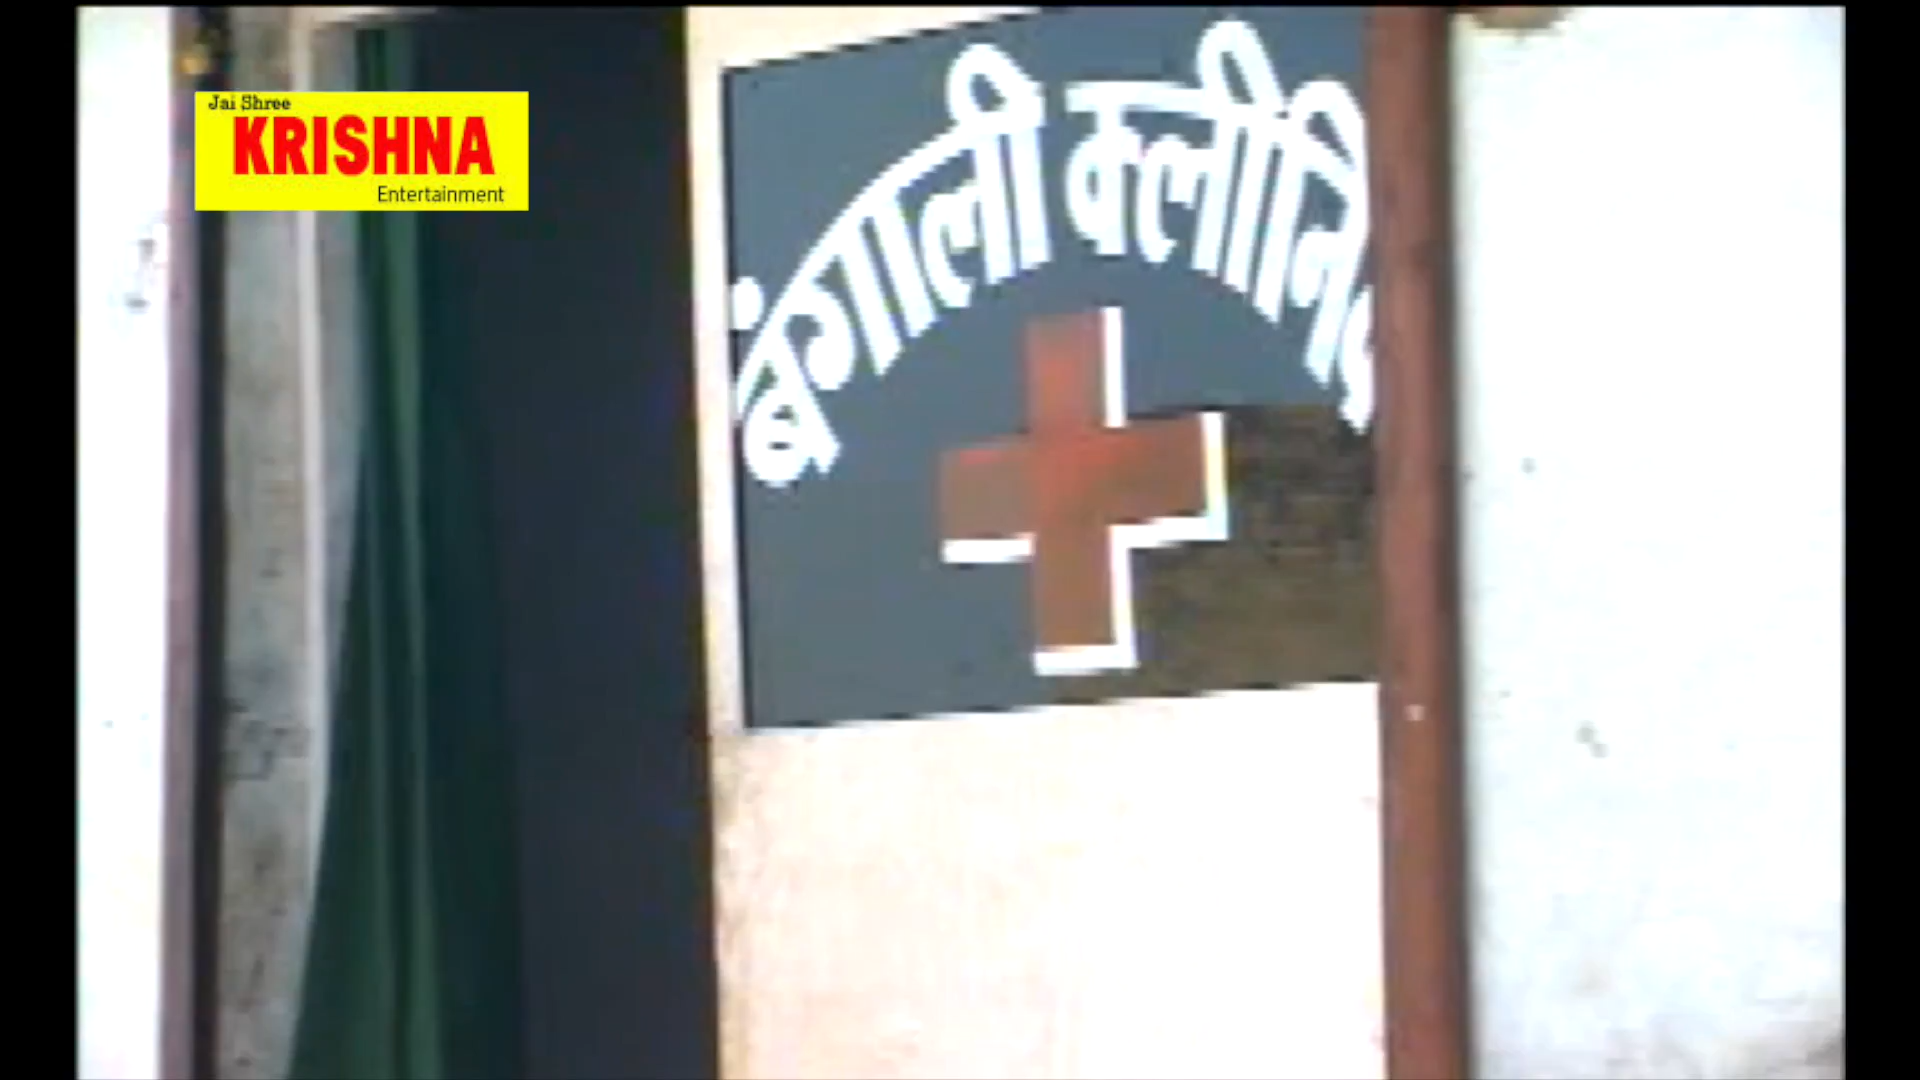 Jai Shree
KRISHNA
Entertainment
बंगाली